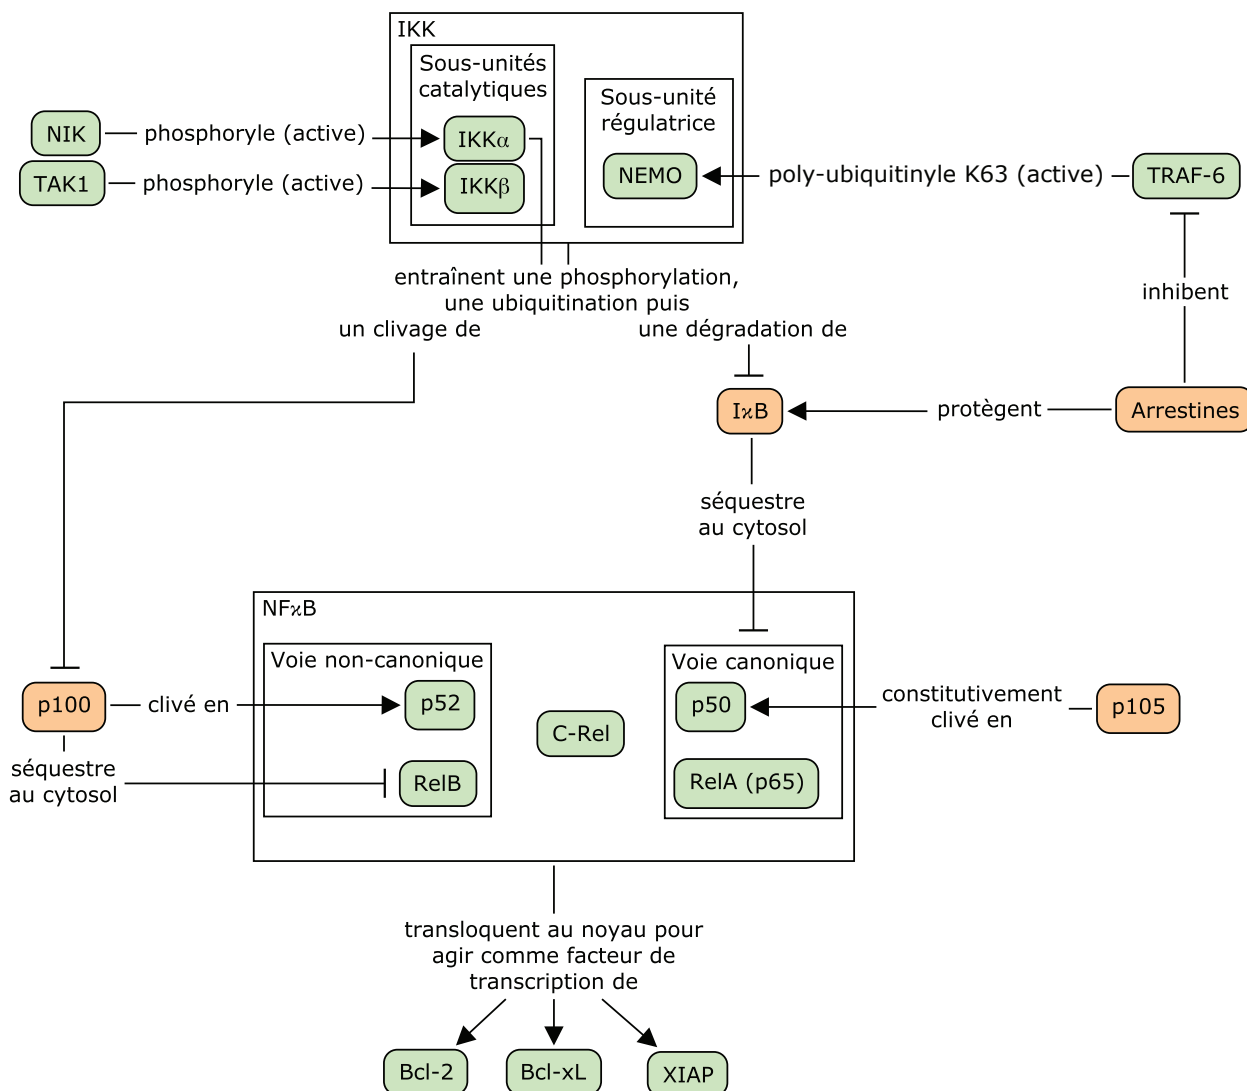 IKK
Sous-unités
catalytiques
Sous-unité
régulatrice
NIK
phosphoryle (active)
IKKα
TAK1
phosphoryle (active)
IKKβ
NEMO
poly-ubiquitinyle K63 (active)
TRAF-6
entraînent une phosphorylation,
une ubiquitination puis
un clivage de
une dégradation de
inhibent
IκB
protègent
Arrestines
séquestre
au cytosol
NFκB
Voie non-canonique
Voie canonique
p100
clivé en
p52
C-Rel
p50
constitutivement
clivé en
p105
séquestre
au cytosol
RelB
RelA (p65)
transloquent au noyau pour
agir comme facteur de
transcription de
Bcl-2
Bcl-xL
XIAP